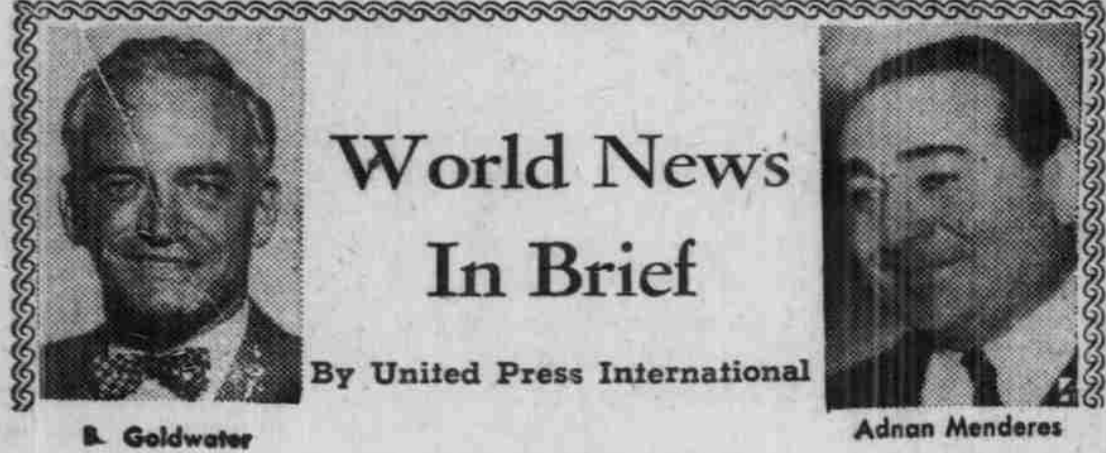 World News
In Brief
By United Press International
B. Goldwater
Adnan Menderes